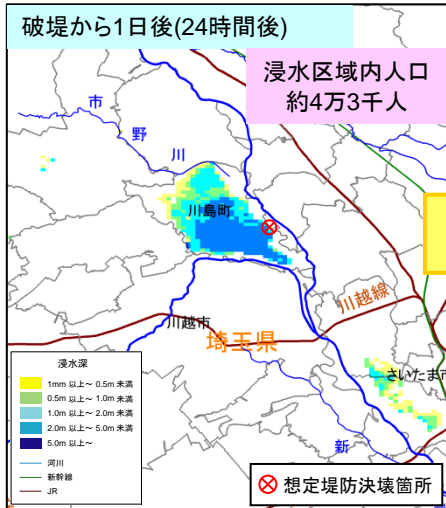 破堤から1日後(24時間後)
浸水区域内人口
約4万3千人
市
野
川
川島町
川越線
川越市
埼玉県
さいたま市
新
浸水深
1mm 以上～ 0.5m 未満
0.5m 以上～ 1.0m 未満
1.0m 以上～ 2.0m 未満
2.0m 以上～ 5.0m 未満
5.0m 以上～
河川
新幹線
JR
想定堤防決壊箇所